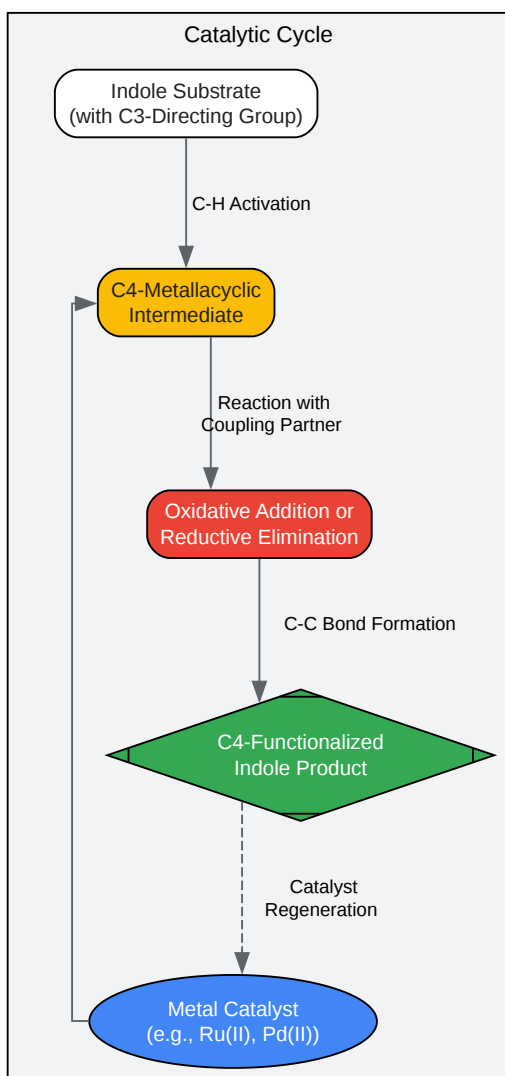 Catalytic Cycle
Indole Substrate
(with C3-Directing Group)
C-H Activation
C4-Metallacyclic
Intermediate
Reaction with
Coupling Partner
Oxidative Addition or
Reductive Elimination
C-C Bond Formation
C4-Functionalized
Indole Product
Catalyst
Regeneration
Metal Catalyst
(e.g., Ru(II), Pd(II))